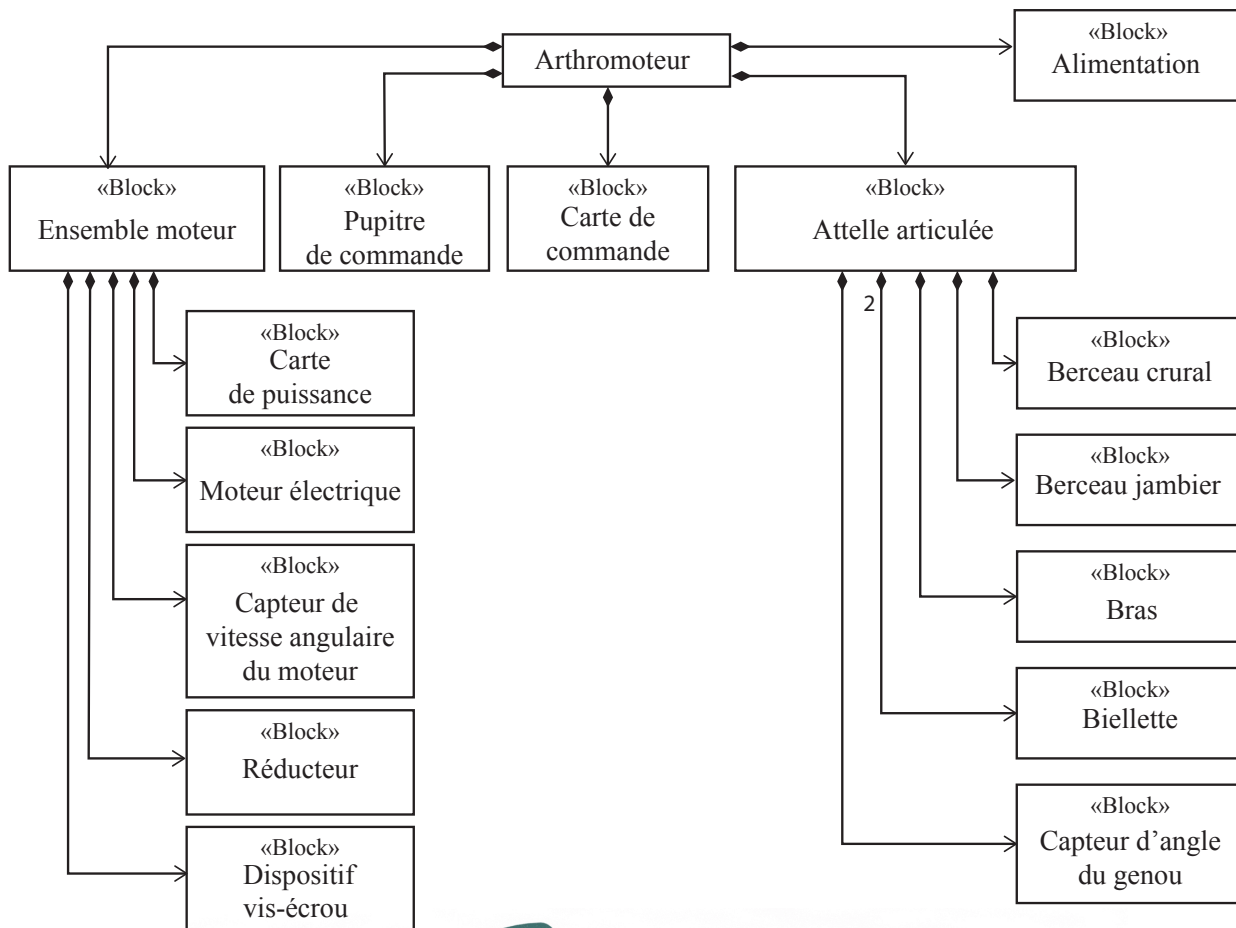 Arthromoteur
«Block»
Alimentation
«Block»
Ensemble moteur
«Block»
Pupitre
de commande
«Block»
Carte de
commande
«Block»
Attelle articulée
2
«Block»
Carte
de puissance
«Block»
Moteur électrique
«Block»
Capteur de
vitesse angulaire
du moteur
«Block»
Réducteur
«Block»
Dispositif
vis-écrou
«Block»
Berceau crural
«Block»
Berceau jambier
«Block»
Bras
«Block»
Biellette
«Block»
Capteur d’angle
du genou